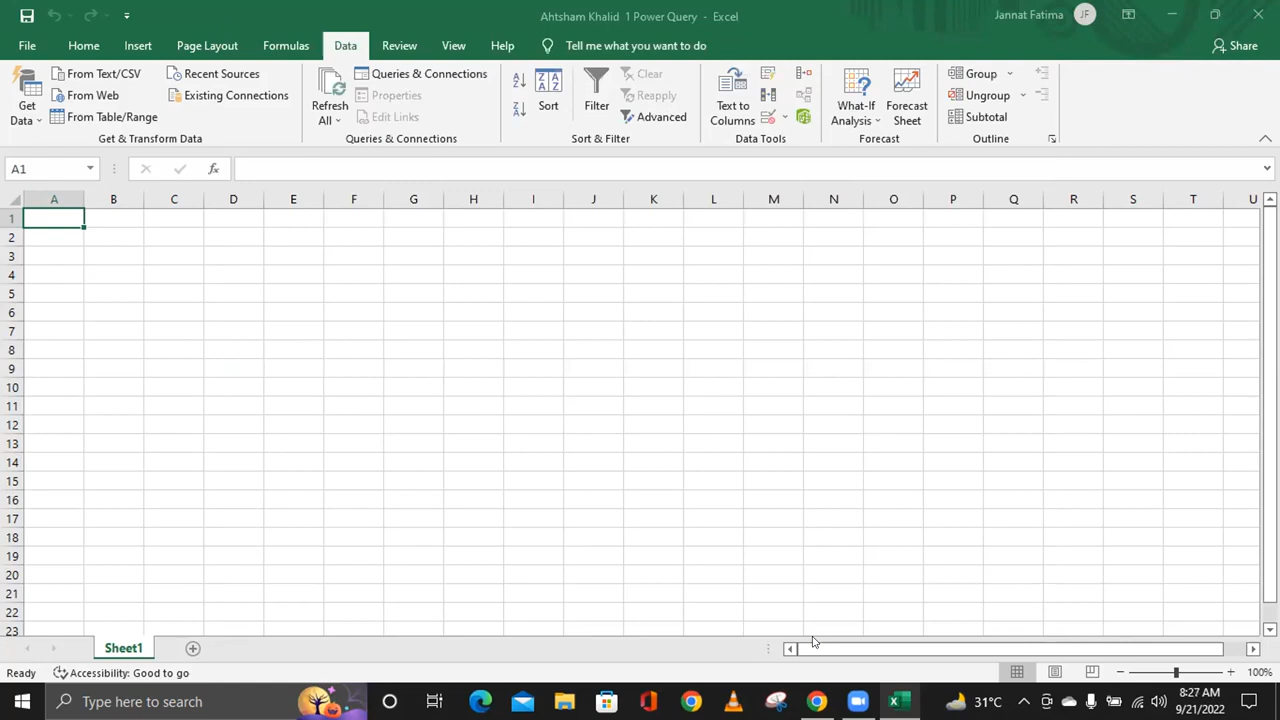 Ahtsham Khalid  1 Power Query  -  Excel
Jannat Fatima
JF
File
Home
Insert
Page Layout
Formulas
Data
Review
View
Help
Tell me what you want to do
Share
Get Data
From Text/CSV
From Web
From Table/Range
Recent Sources
Existing Connections
Get & Transform Data
Refresh All
Queries & Connections
Properties
Edit Links
Queries & Connections
Sort
Filter
Clear
Reapply
Advanced
Sort & Filter
Text to Columns
Data Tools
What-If Analysis
Forecast Sheet
Forecast
Group
Ungroup
Subtotal
Outline
A1
fx
A B C D E F G H I J K L M N O P Q R S T U
1
2
3
4
5
6
7
8
9
10
11
12
13
14
15
16
17
18
19
20
21
22
23
Sheet1
Ready
Accessibility: Good to go
100%
Type here to search
31°C
8:27 AM
9/21/2022